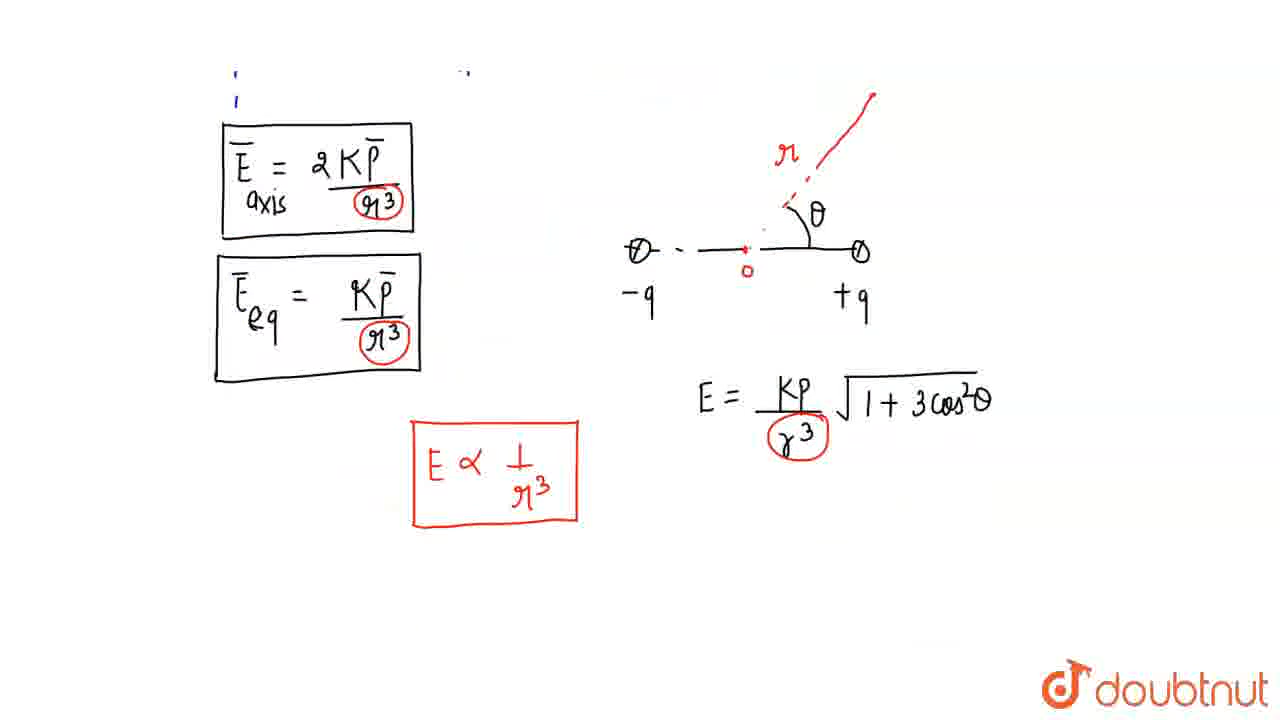 E̅axis = 2Kp̅/r³
E̅eq = Kp̅/r³
E ∝ 1/r³
r
θ
o
-q +q
E = Kp/r³ √1 + 3cos²θ
doubtnut